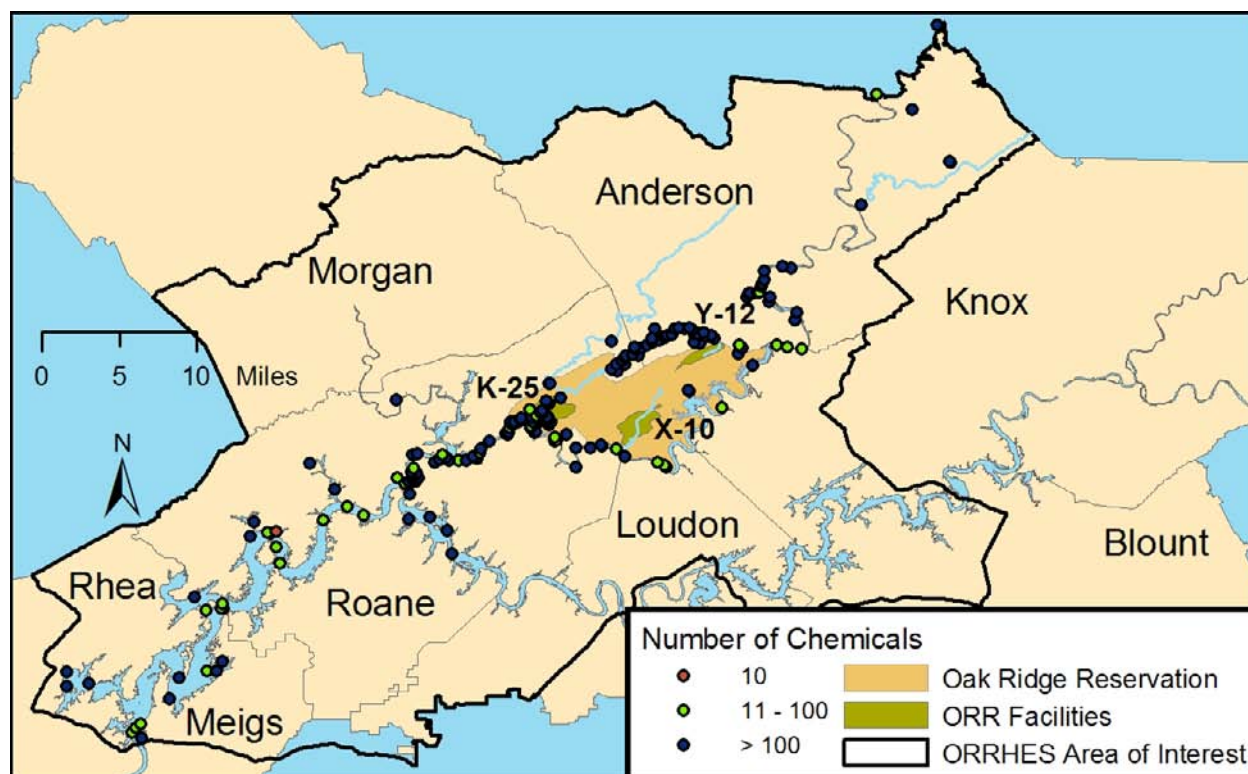 Anderson
Morgan
Knox
Y-12
0 5 10 Miles
K-25
N
X-10
Loudon
Blount
Rhea
Roane
Meigs
Number of Chemicals
10
11 - 100
> 100
Oak Ridge Reservation
ORR Facilities
ORRHES Area of Interest